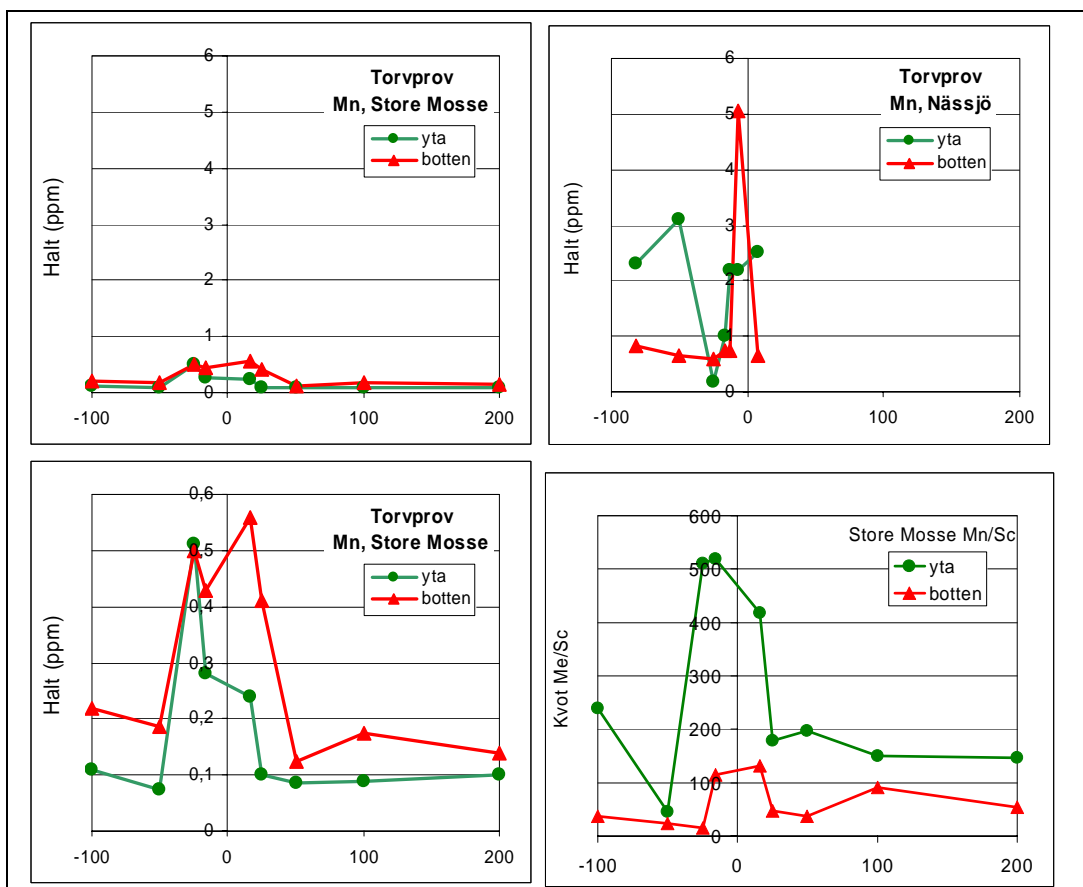 Torvprov
Mn, Store Mosse
yta
botten
Halt (ppm)
6
5
4
3
2
1
0
-100 0 100 200
Torvprov
Mn, Nässjö
yta
botten
Halt (ppm)
6
5
4
3
2
1
0
-100 0 100 200
Torvprov
Mn, Store Mosse
yta
botten
Halt (ppm)
0,6
0,5
0,4
0,3
0,2
0,1
0
-100 0 100 200
Store Mosse Mn/Sc
yta
botten
Kvot Me/Sc
600
500
400
300
200
100
0
-100 0 100 200